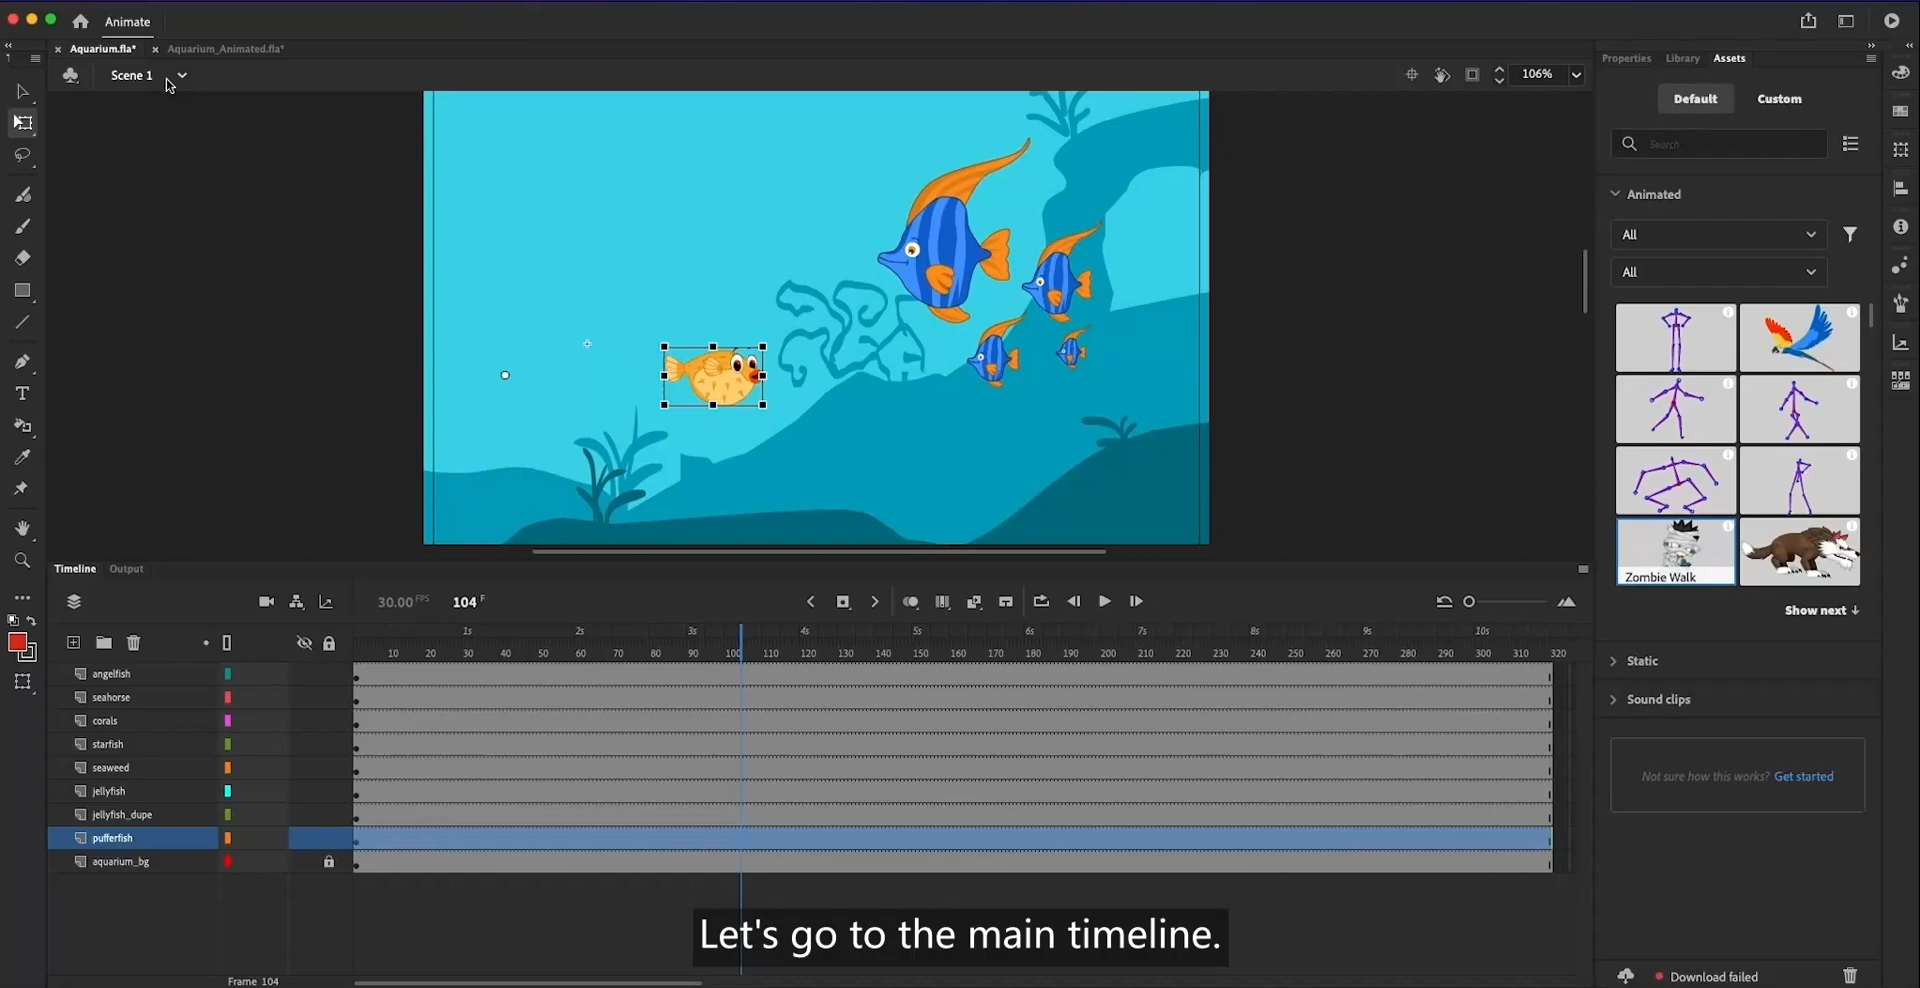 Animate
Aquarium.fla*
Aquarium_Animated.fla*
Scene 1
106%
Properties
Library
Assets
Default
Custom
Search
Animated
All
All
Zombie Walk
Show next
Static
Sound clips
Not sure how this works? Get started
Download failed
Timeline
Output
30.00 FPS
104 F
1s 2s 3s 4s 5s 6s 7s 8s 9s 10s
10 20 30 40 50 60 70 80 90 100 110 120 130 140 150 160 170 180 190 200 210 220 230 240 250 260 270 280 290 300 310 320
angelfish
seahorse
corals
starfish
seaweed
jellyfish
jellyfish_dupe
pufferfish
aquarium_bg
Let's go to the main timeline.
Frame 104